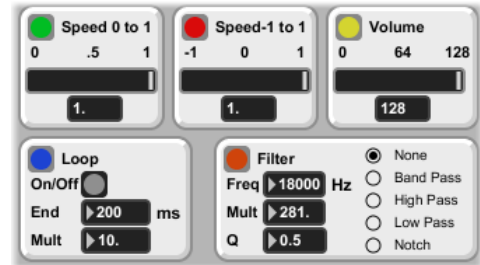 Speed 0 to 1
0 .5 1
1.
Speed-1 to 1
-1 0 1
1.
Volume
0 64 128
128
Loop
On/Off
End 200 ms
Mult 10.
Filter
Freq 18000 Hz
Mult 281.
Q 0.5
None
Band Pass
High Pass
Low Pass
Notch